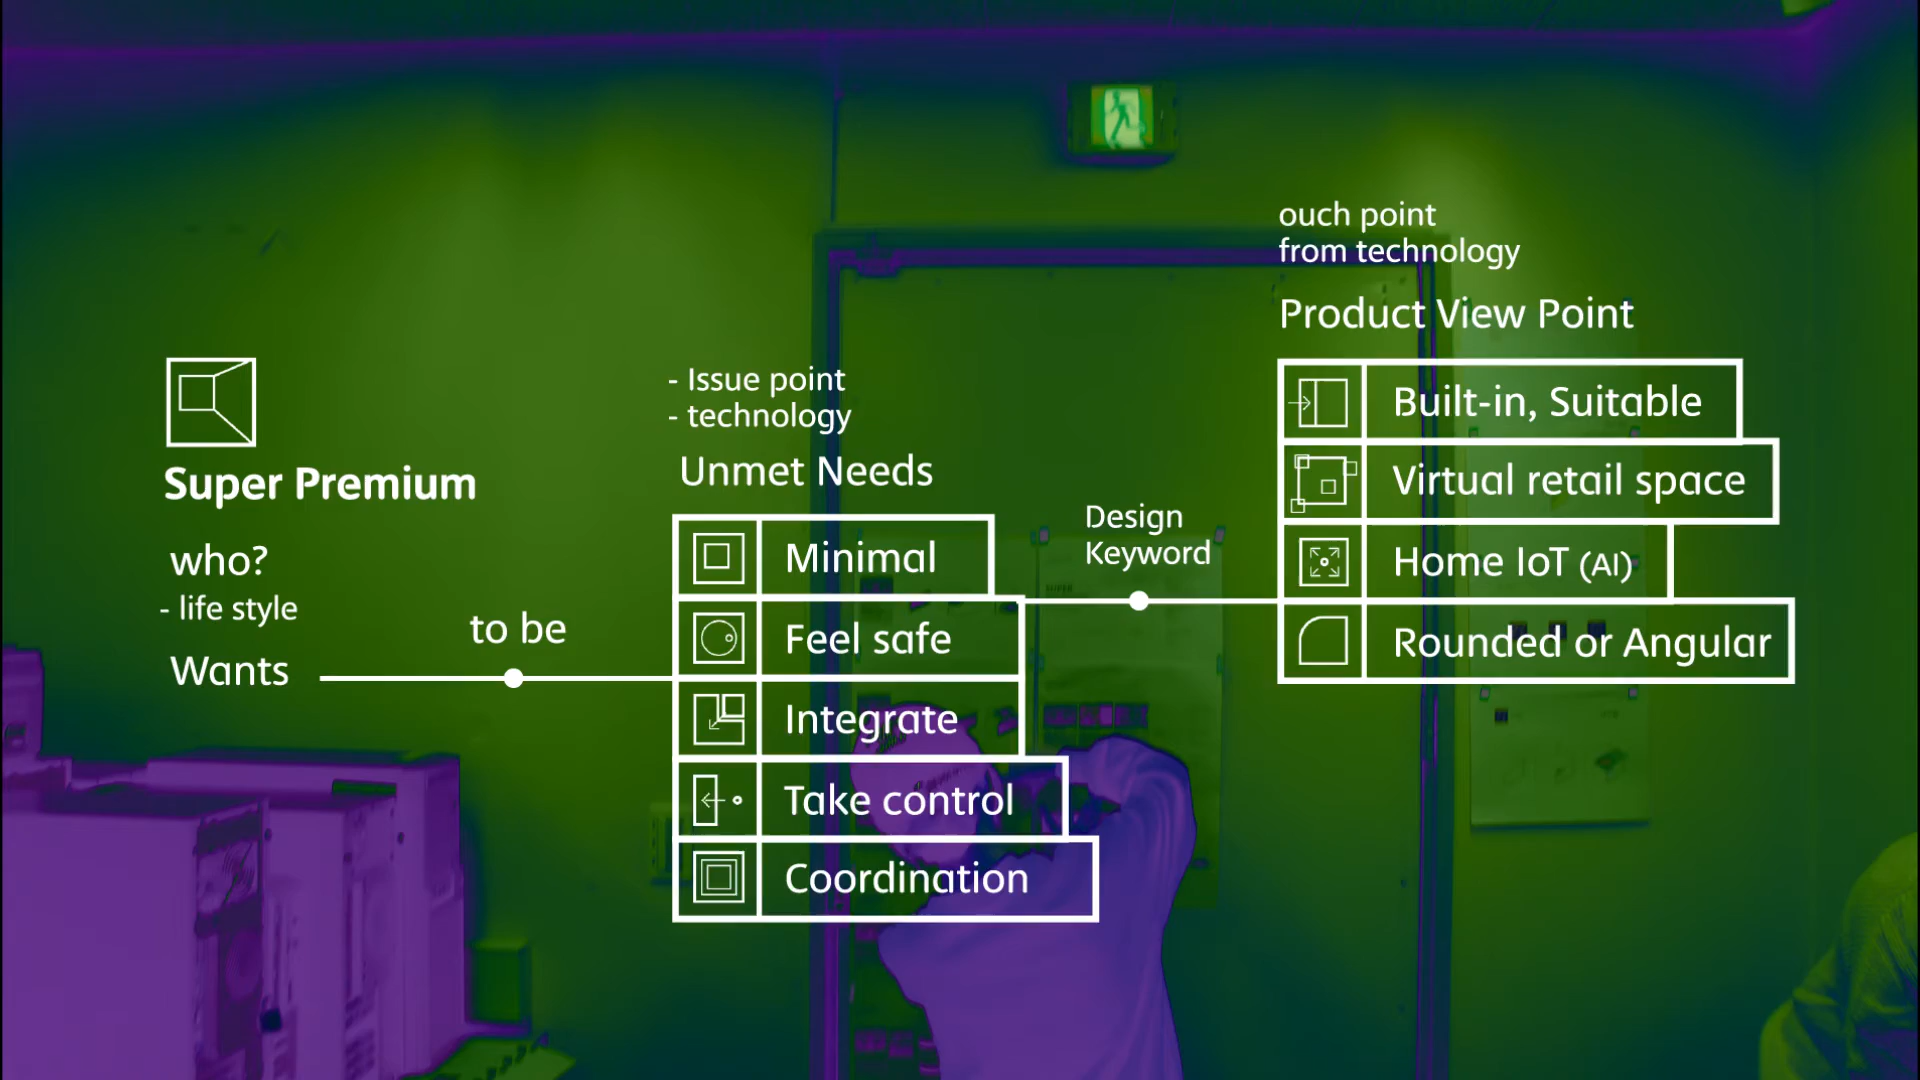 Super Premium
who?
- life style
Wants
to be
- Issue point
- technology
Unmet Needs
Minimal
Feel safe
Integrate
Take control
Coordination
Design
Keyword
ouch point
from technology
Product View Point
Built-in, Suitable
Virtual retail space
Home IoT (AI)
Rounded or Angular